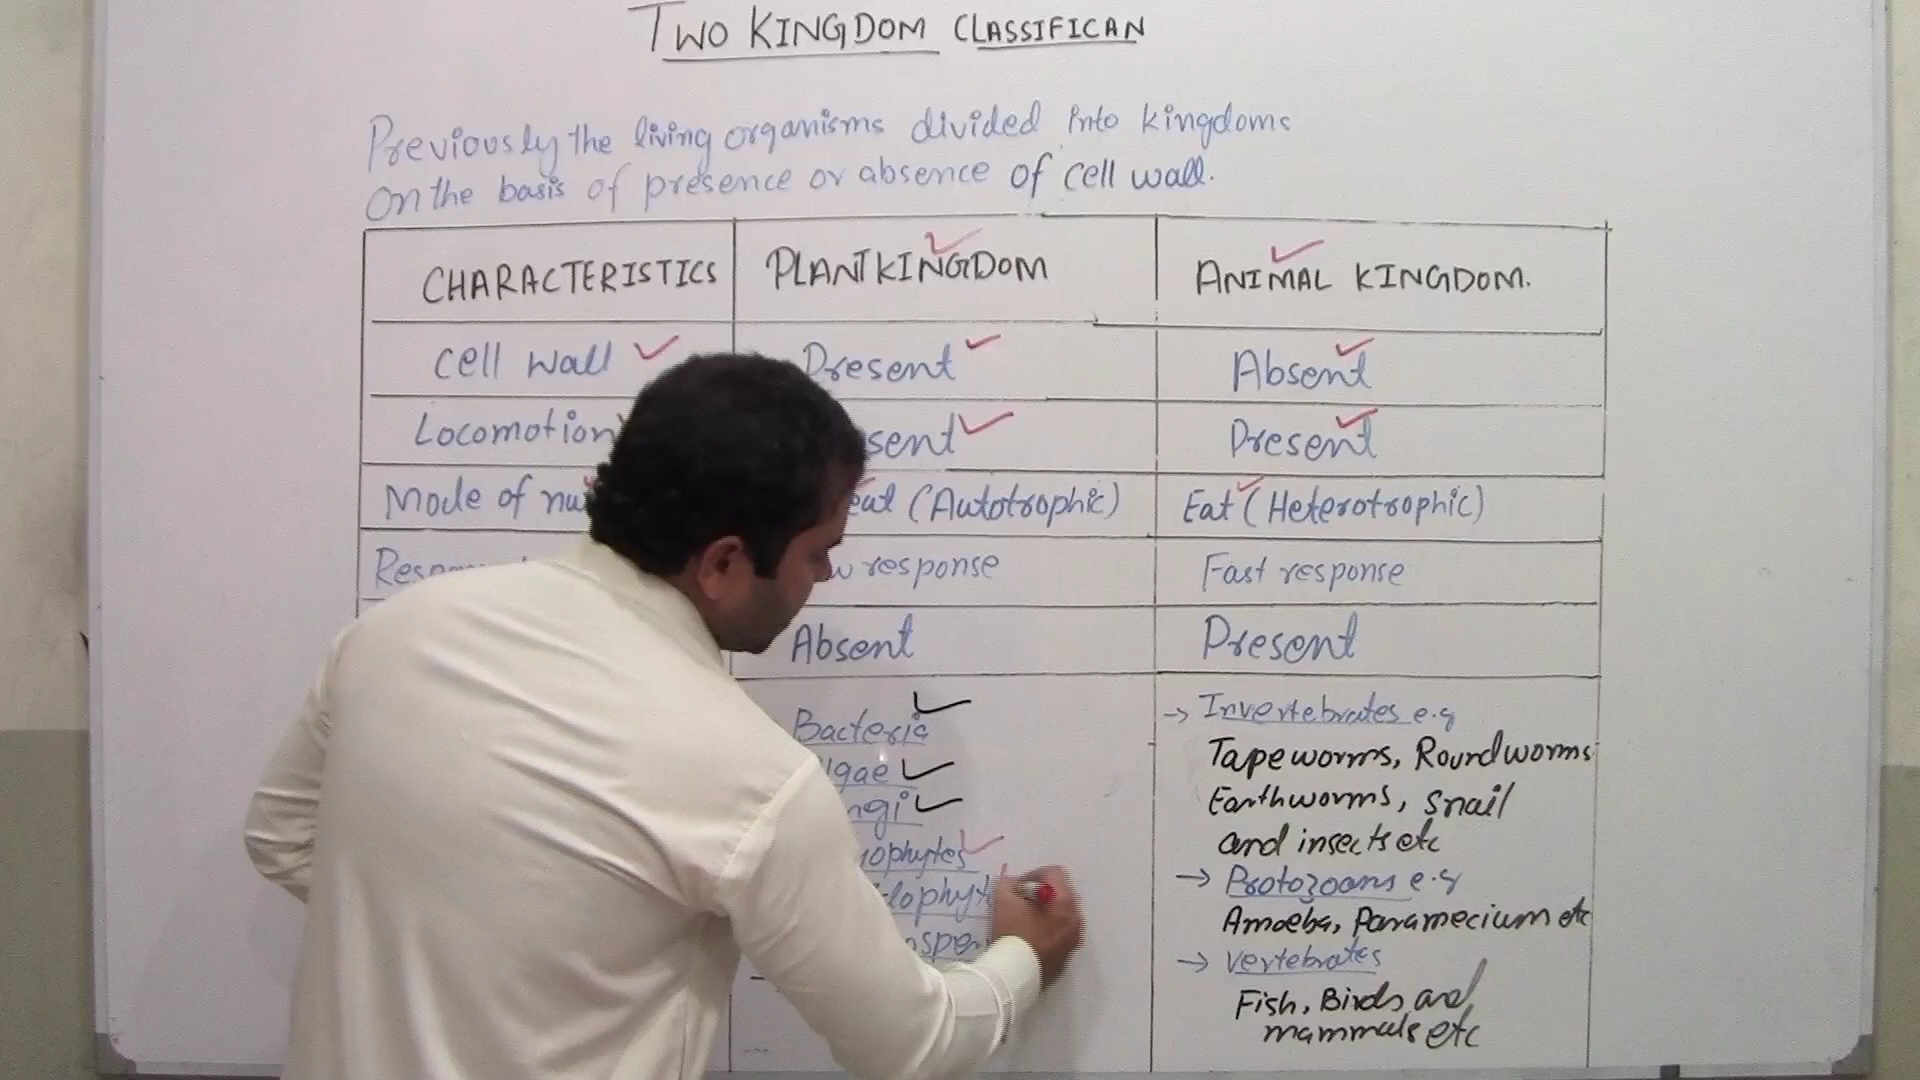 TWO KINGDOM CLASSIFICAN
Previously the living organisms divided into kingdoms
on the basis of presence or absence of cell wall.
CHARACTERISTICS PLANT KINGDOM ANIMAL KINGDOM.
Cell wall Present Absent
Locomotion Present
Mode of (Autotrophic) Eat (Heterotrophic)
response Fast response
Absent Present
Bacteria
→ Invertebrates e.g
Tapeworms, Roundworms
Earthworms, snail
and insects etc
→ Protozoans e.g
Amoeba, Paramecium etc
→ Vertebrates
Fish, Birds and
mammals etc